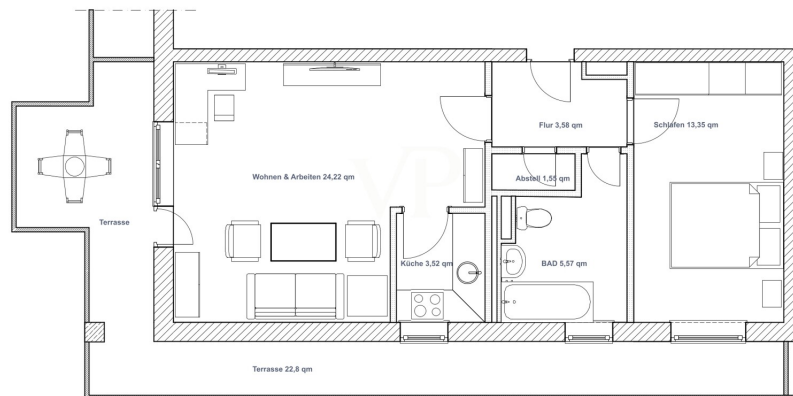 Flur 3,58 qm
Schlafen 13,35 qm
Wohnen & Arbeiten 24,22 qm
Abstell 1,55 qm
VP
Terrasse
Küche 3,52 qm
BAD 5,57 qm
Terrasse 22,8 qm